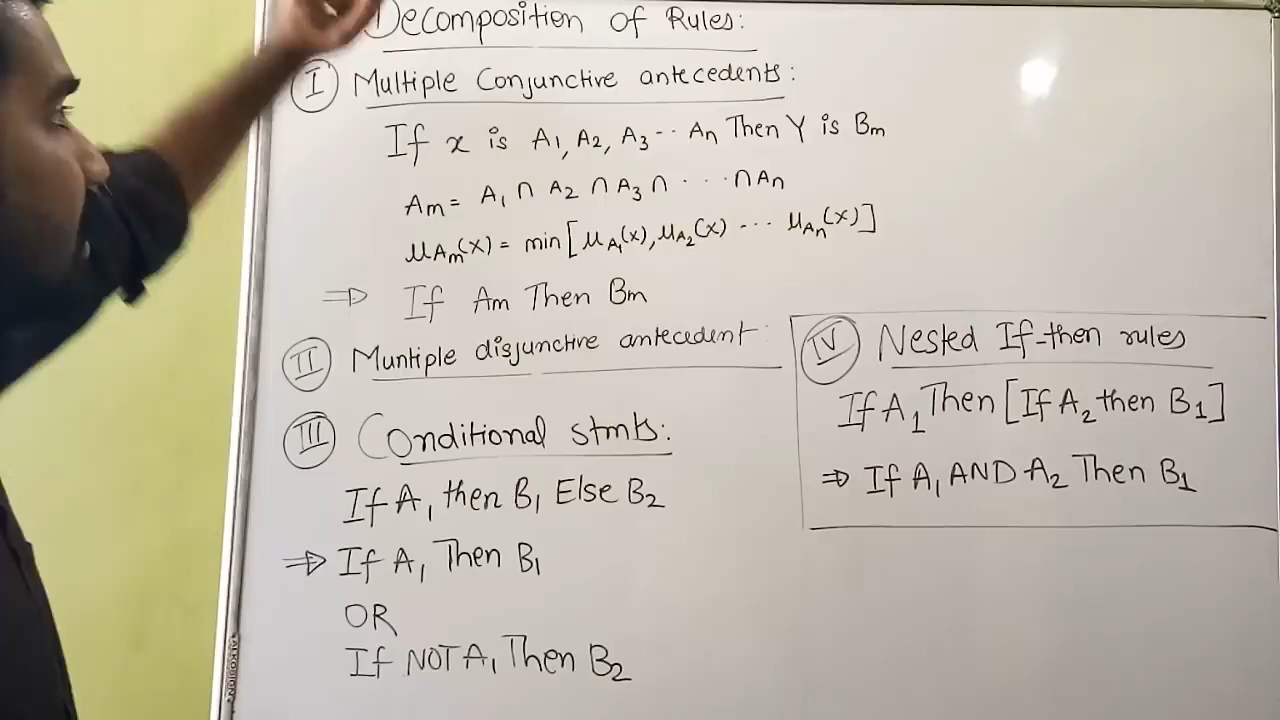 Decomposition of Rules:
I Multiple Conjunctive antecedents:
If x is A1, A2, A3 -- An Then Y is Bm
Am = A1 ∩ A2 ∩ A3 ∩ . . . ∩ An
μAm(x) = min [μA1(x), μA2(x) --- μAn(x)]
⇒ If Am Then Bm
II Muntiple disjunctive antecedent :
III Conditional stmts:
If A1 then B1 Else B2
⇒ If A1 Then B1
OR
If NOT A1 Then B2
IV Nested If-then rules
If A1 Then [If A2 then B1]
⇒ If A1 AND A2 Then B1